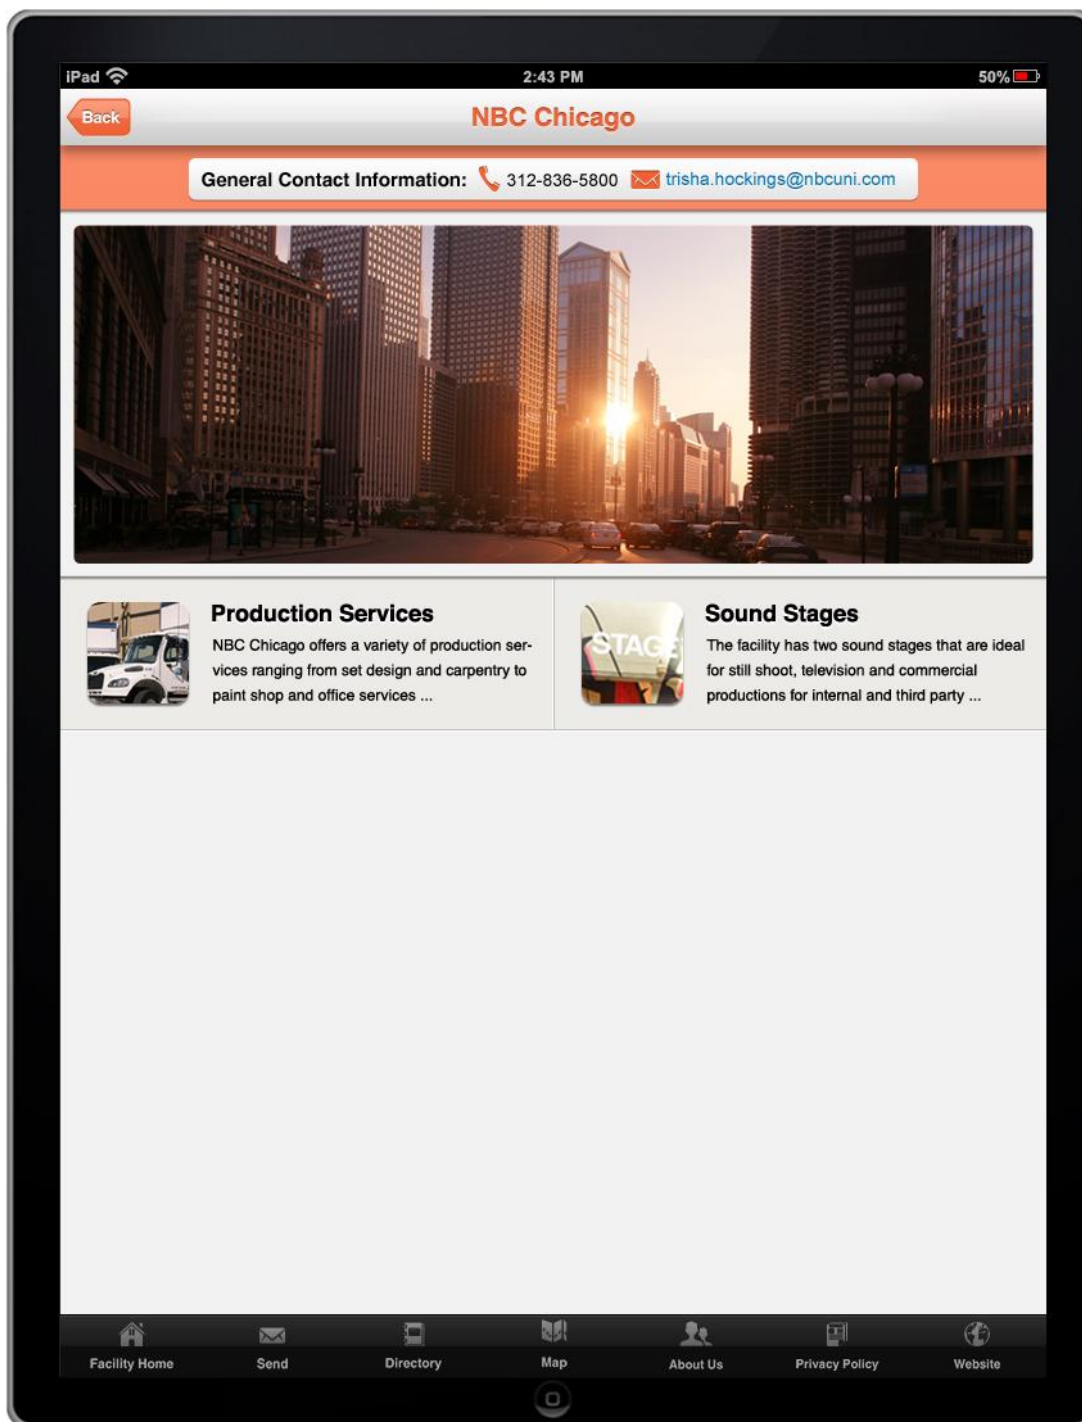 iPad 2:43 PM 50%
Back NBC Chicago
General Contact Information: 312-836-5800 trisha.hockings@nbcuni.com
Production Services
NBC Chicago offers a variety of production ser-
vices ranging from set design and carpentry to
paint shop and office services ...
STAGE
Sound Stages
The facility has two sound stages that are ideal
for still shoot, television and commercial
productions for internal and third party ...
Facility Home Send Directory Map About Us Privacy Policy Website